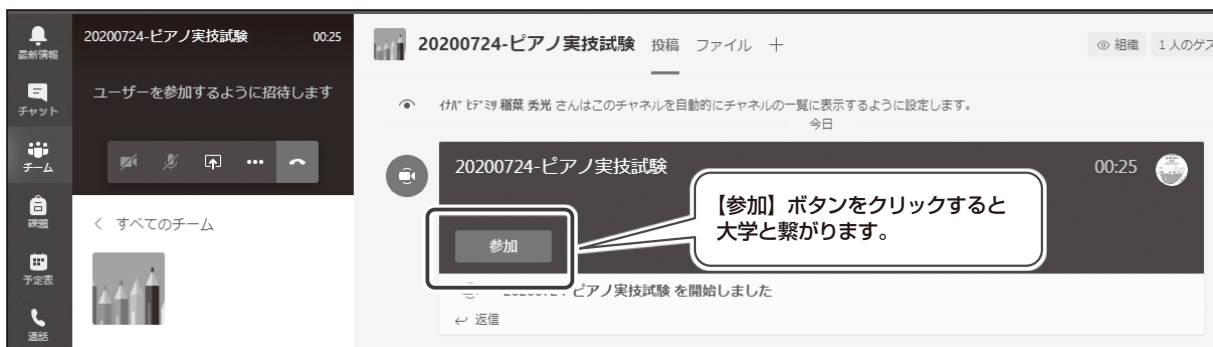 最新情報
チャット
チーム
課題
予定表
通話
20200724-ピアノ実技試験 00:25
ユーザーを参加するように招待します
< すべてのチーム
20200724-ピアノ実技試験 投稿 ファイル +
組織 1人のゲス
ｲﾅﾊﾞ ﾋﾃﾞﾐﾂ 稲葉 秀光 さんはこのチャネルを自動的にチャネルの一覧に表示するように設定します。
今日
20200724-ピアノ実技試験 00:25
【参加】ボタンをクリックすると
大学と繋がります。
参加
ピアノ実技試験 を開始しました
返信